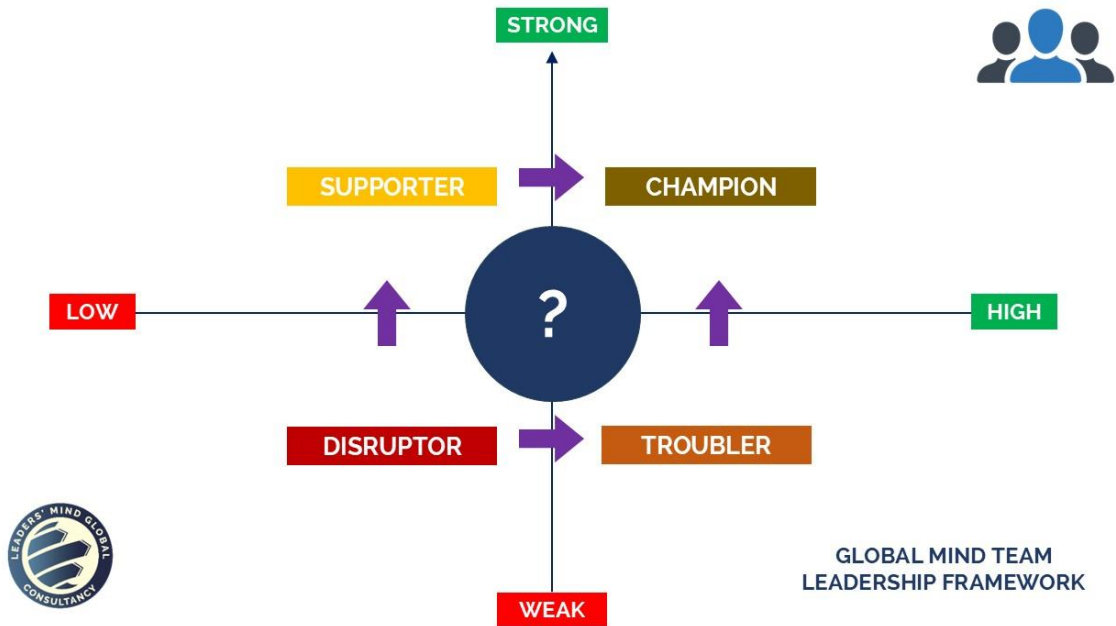 STRONG
SUPPORTER
CHAMPION
LOW
?
HIGH
DISRUPTOR
TROUBLER
LEADERS' MIND GLOBAL
CONSULTANCY
GLOBAL MIND TEAM
LEADERSHIP FRAMEWORK
WEAK